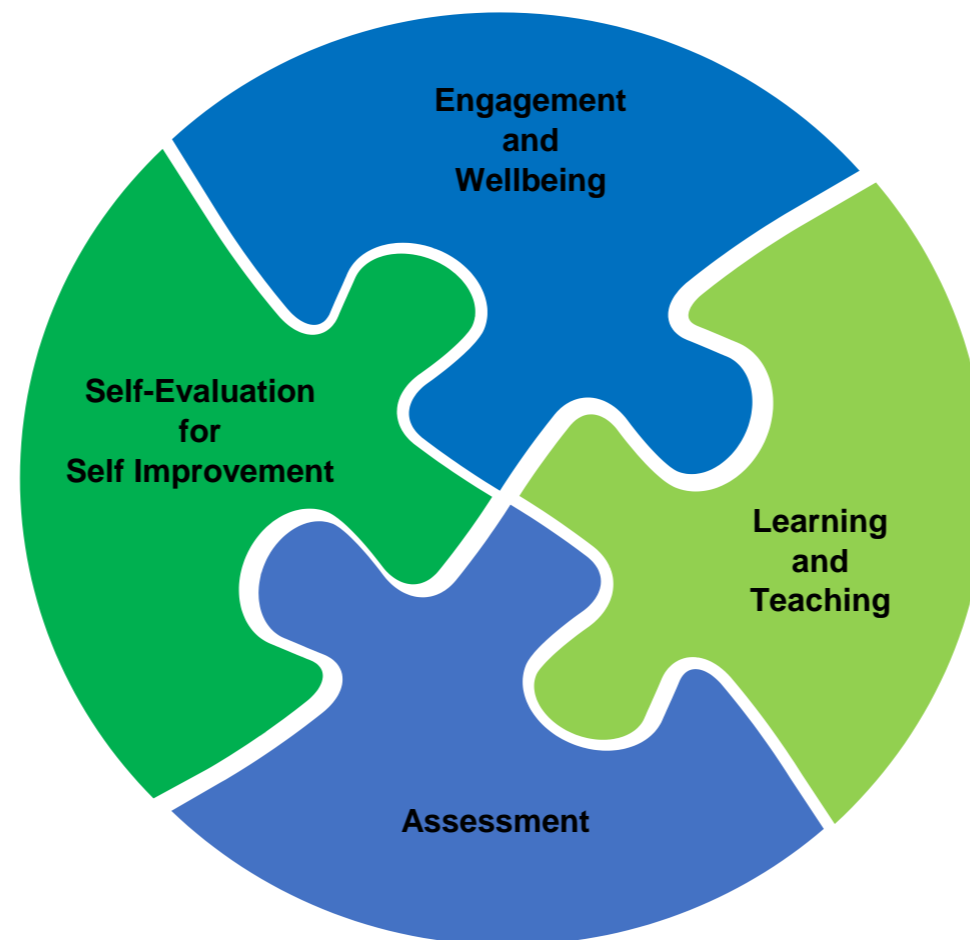 Engagement
and
Wellbeing
Self-Evaluation
for
Self Improvement
Learning
and
Teaching
Assessment